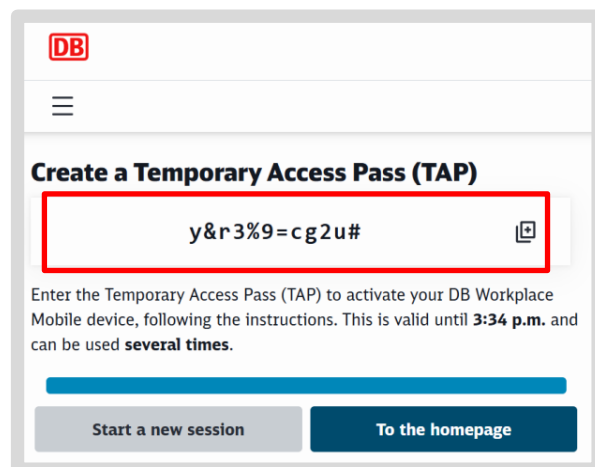 DB
Create a Temporary Access Pass (TAP)
y&r3%9=cg2u#
Enter the Temporary Access Pass (TAP) to activate your DB Workplace
Mobile device, following the instructions. This is valid until 3:34 p.m. and
can be used several times.
Start a new session
To the homepage